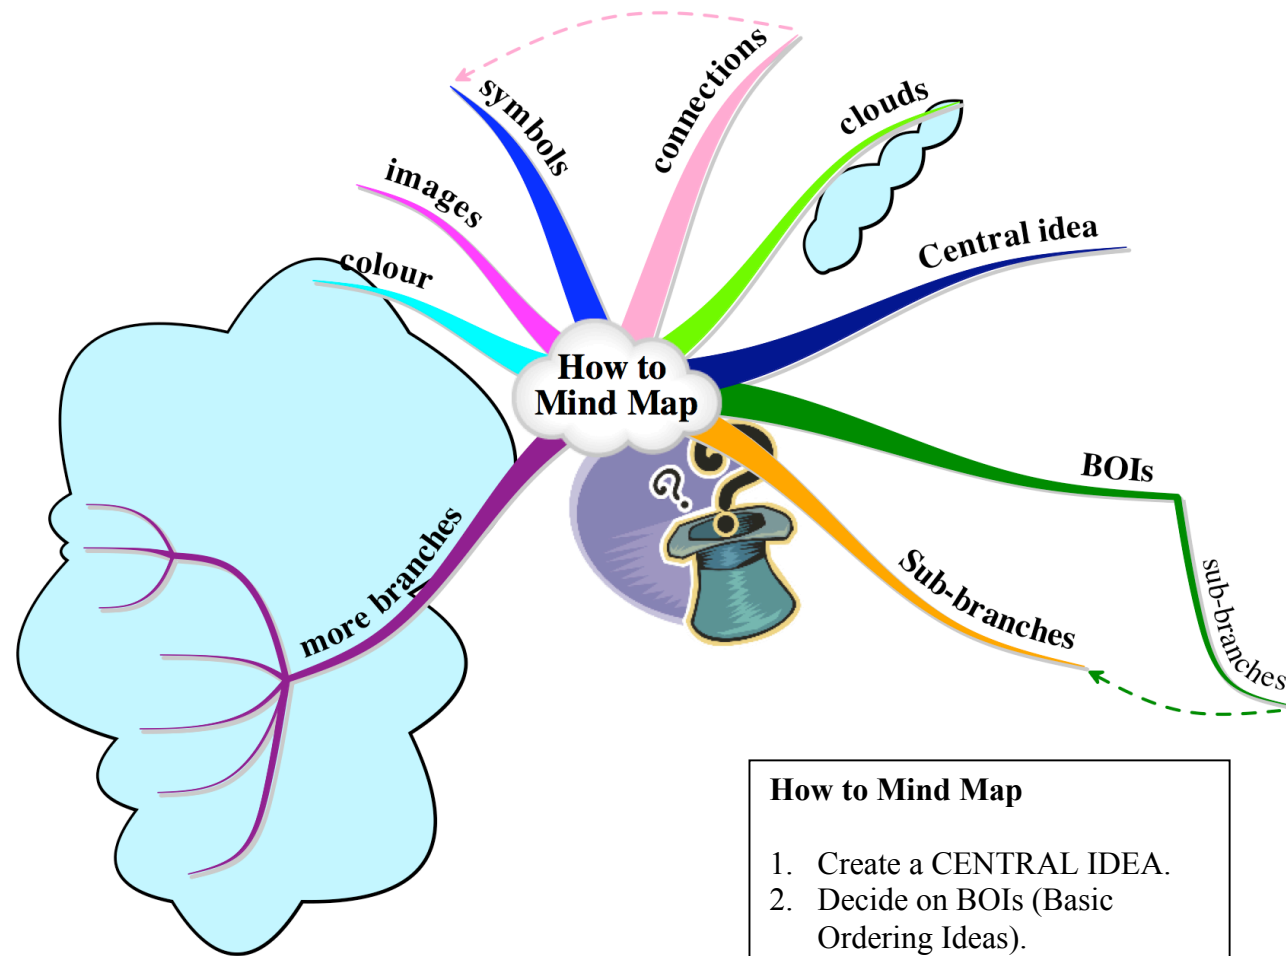 symbols
connections
clouds
images
colour
Central idea
How to
Mind Map
BOIs
more branches
Sub-branches
sub-branches
How to Mind Map
1. Create a CENTRAL IDEA.
2. Decide on BOIs (Basic
Ordering Ideas).